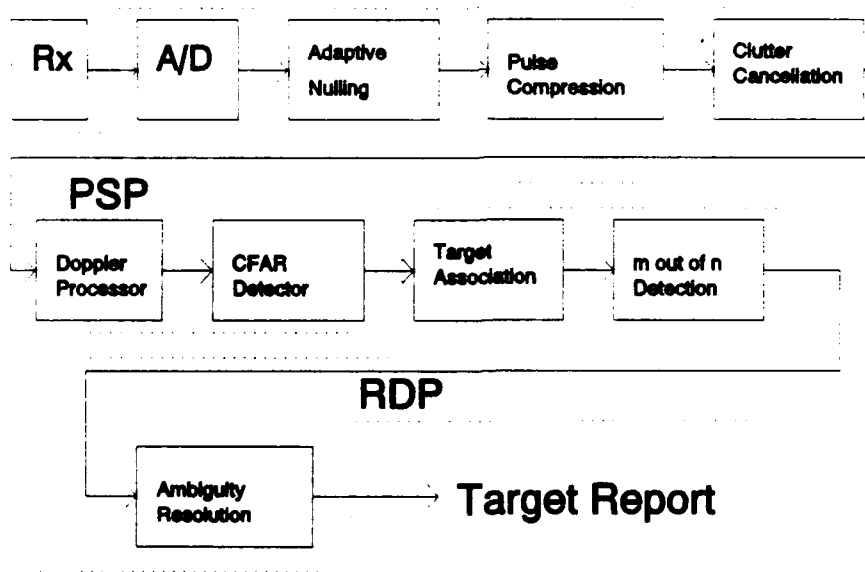 Rx
A/D
Adaptive
Nulling
Pulse
Compression
Clutter
Cancellation
PSP
Doppler
Processor
CFAR
Detector
Target
Association
m out of n
Detection
RDP
Ambiguity
Resolution
Target Report